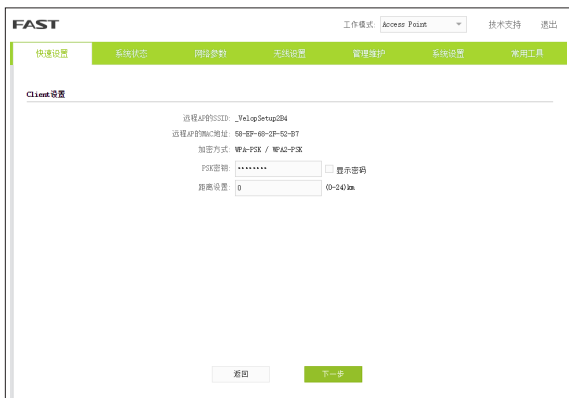 FAST 工作模式: Access Point 技术支持 退出
快速设置 系统状态 网络参数 无线设置 管理维护 系统设置 常用工具
Client设置
远程AP的SSID: _VelopSetup2B4
远程AP的MAC地址: 58-EF-68-2F-52-B7
加密方式: WPA-PSK / WPA2-PSK
PSK密钥: •••••••• 显示密码
距离设置: 0 (0-24)km
返回 下一步